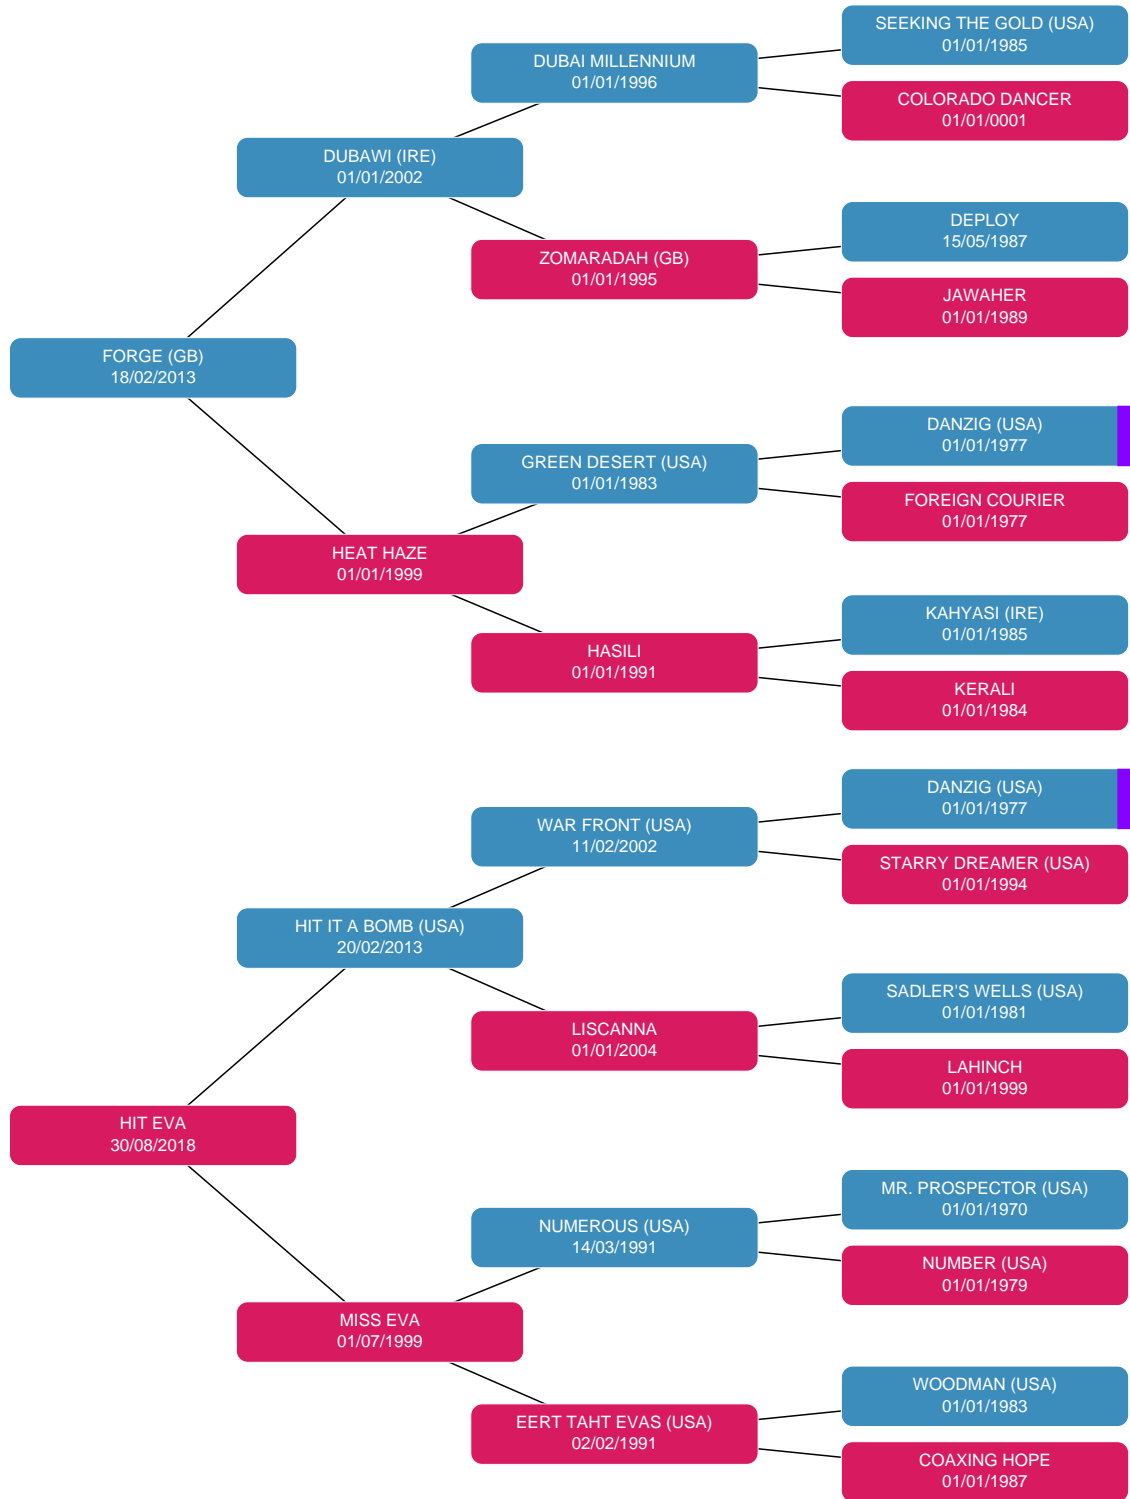 SEEKING THE GOLD (USA)
01/01/1985
DUBAI MILLENNIUM
01/01/1996
COLORADO DANCER
01/01/0001
DUBAWI (IRE)
01/01/2002
DEPLOY
15/05/1987
ZOMARADAH (GB)
01/01/1995
JAWAHER
01/01/1989
FORGE (GB)
18/02/2013
DANZIG (USA)
01/01/1977
GREEN DESERT (USA)
01/01/1983
FOREIGN COURIER
01/01/1977
HEAT HAZE
01/01/1999
KAHYASI (IRE)
01/01/1985
HASILI
01/01/1991
KERALI
01/01/1984
DANZIG (USA)
01/01/1977
WAR FRONT (USA)
11/02/2002
STARRY DREAMER (USA)
01/01/1994
HIT IT A BOMB (USA)
20/02/2013
SADLER'S WELLS (USA)
01/01/1981
LISCANNA
01/01/2004
LAHINCH
01/01/1999
HIT EVA
30/08/2018
MR. PROSPECTOR (USA)
01/01/1970
NUMEROUS (USA)
14/03/1991
NUMBER (USA)
01/01/1979
MISS EVA
01/07/1999
WOODMAN (USA)
01/01/1983
EERT TAHT EVAS (USA)
02/02/1991
COAXING HOPE
01/01/1987